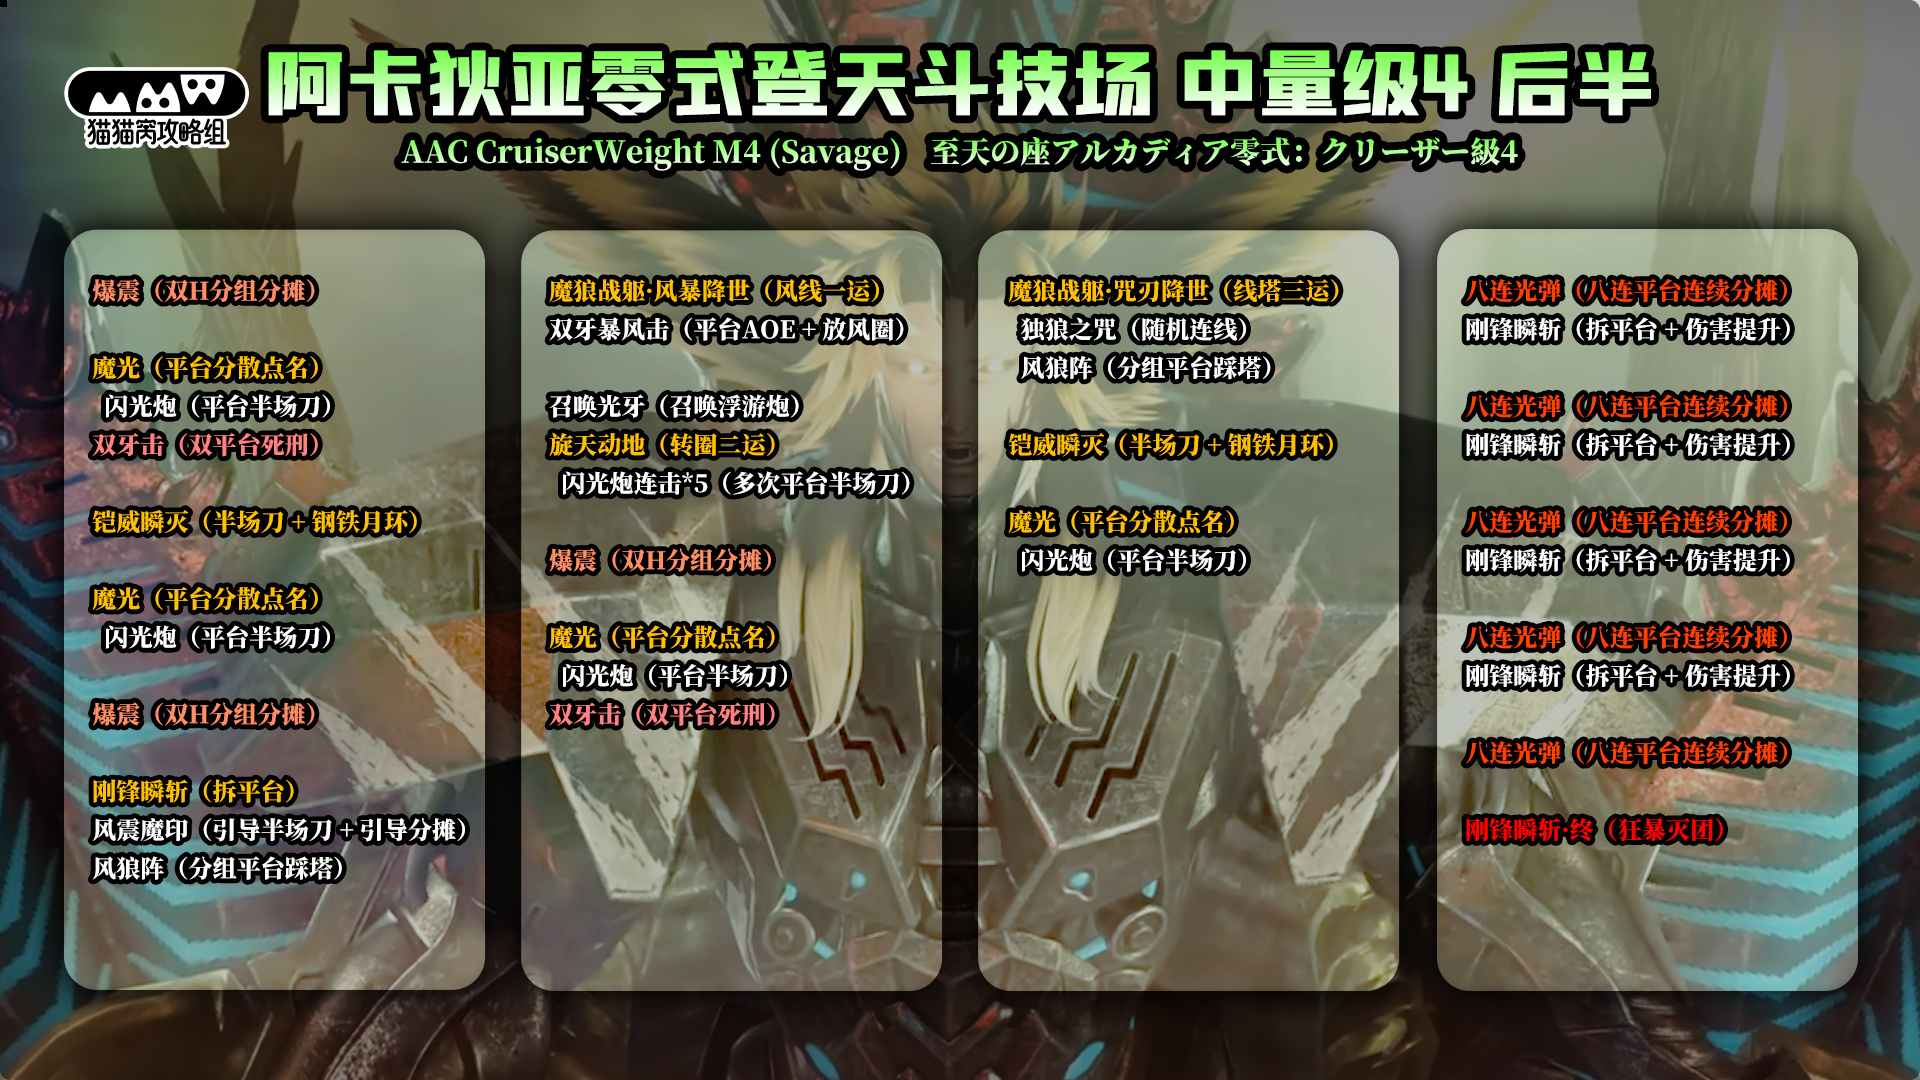 猫猫窝攻略组
阿卡狄亚零式登天斗技场 中量级4 后半
AAC CruiserWeight M4 (Savage) 至天の座アルカディア零式：クリーザー級4
爆震（双H分组分摊）
魔光（平台分散点名）
闪光炮（平台半场刀）
双牙击（双平台死刑）
铠威瞬灭（半场刀 + 钢铁月环）
魔光（平台分散点名）
闪光炮（平台半场刀）
爆震（双H分组分摊）
刚锋瞬斩（拆平台）
风震魔印（引导半场刀 + 引导分摊）
风狼阵（分组平台踩塔）
魔狼战躯·风暴降世（风线一运）
双牙暴风击（平台AOE + 放风圈）
召唤光牙（召唤浮游炮）
旋天动地（转圈二运）
闪光炮连击*5（多次平台半场刀）
爆震（双H分组分摊）
魔光（平台分散点名）
闪光炮（平台半场刀）
双牙击（双平台死刑）
魔狼战躯·咒刃降世（线塔三运）
独狼之咒（随机连线）
风狼阵（分组平台踩塔）
铠威瞬灭（半场刀 + 钢铁月环）
魔光（平台分散点名）
闪光炮（平台半场刀）
八连光弹（八连平台连续分摊）
刚锋瞬斩（拆平台 + 伤害提升）
八连光弹（八连平台连续分摊）
刚锋瞬斩（拆平台 + 伤害提升）
八连光弹（八连平台连续分摊）
刚锋瞬斩（拆平台 + 伤害提升）
八连光弹（八连平台连续分摊）
刚锋瞬斩（拆平台 + 伤害提升）
八连光弹（八连平台连续分摊）
刚锋瞬斩·终（狂暴灭团）